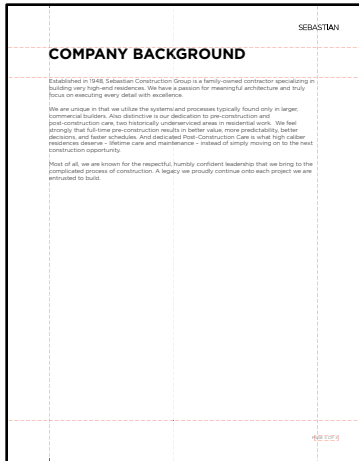 SEBASTIAN
COMPANY BACKGROUND
Established in 1948, Sebastian Construction Group is a family-owned contractor specializing in
building very high-end residences. We have a passion for meaningful architecture and truly
focus on executing every detail with excellence.
We are unique in that we utilize the systems and processes typically found only in larger,
commercial builders. Also distinctive is our dedication to pre-construction and
post-construction care, two historically underserviced areas in residential work. We feel
strongly that full-time pre-construction results in better value, more predictability, better
decisions, and faster schedules. And dedicated Post-Construction Care is what high caliber
residences deserve – lifetime care and maintenance – instead of simply moving on to the next
construction opportunity.
Most of all, we are known for the respectful, humbly confident leadership that we bring to the
complicated process of construction. A legacy we proudly continue onto each project we are
entrusted to build.